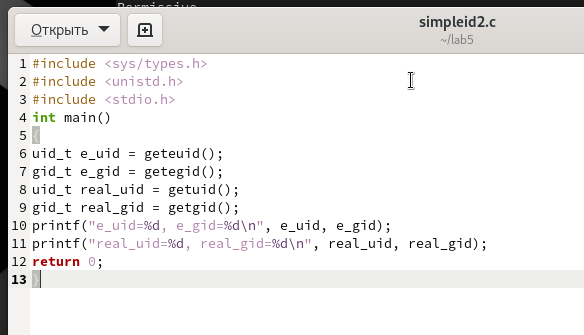 Permissive
Открыть
simpleid2.c
~/lab5
1 #include <sys/types.h>
2 #include <unistd.h>
3 #include <stdio.h>
4 int main()
5 {
6 uid_t e_uid = geteuid();
7 gid_t e_gid = getegid();
8 uid_t real_uid = getuid();
9 gid_t real_gid = getgid();
10 printf("e_uid=%d, e_gid=%d\n", e_uid, e_gid);
11 printf("real_uid=%d, real_gid=%d\n", real_uid, real_gid);
12 return 0;
13 }